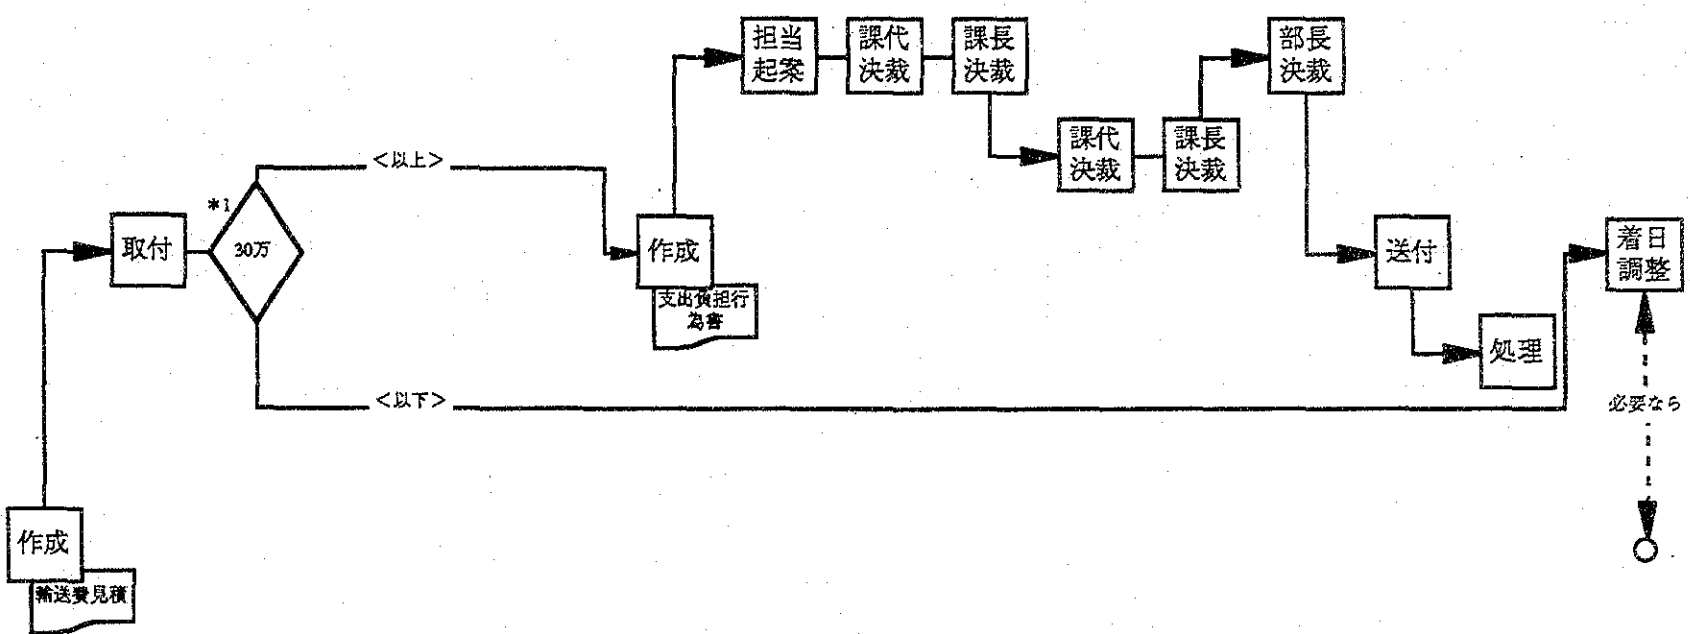 担当
起案
課代
決裁
課長
決裁
部長
決裁
課代
決裁
課長
決裁
<以上>
*1
30万
取付
作成
支出負担行
為書
送付
着日
調整
処理
<以下>
必要なら
作成
輸送費見積